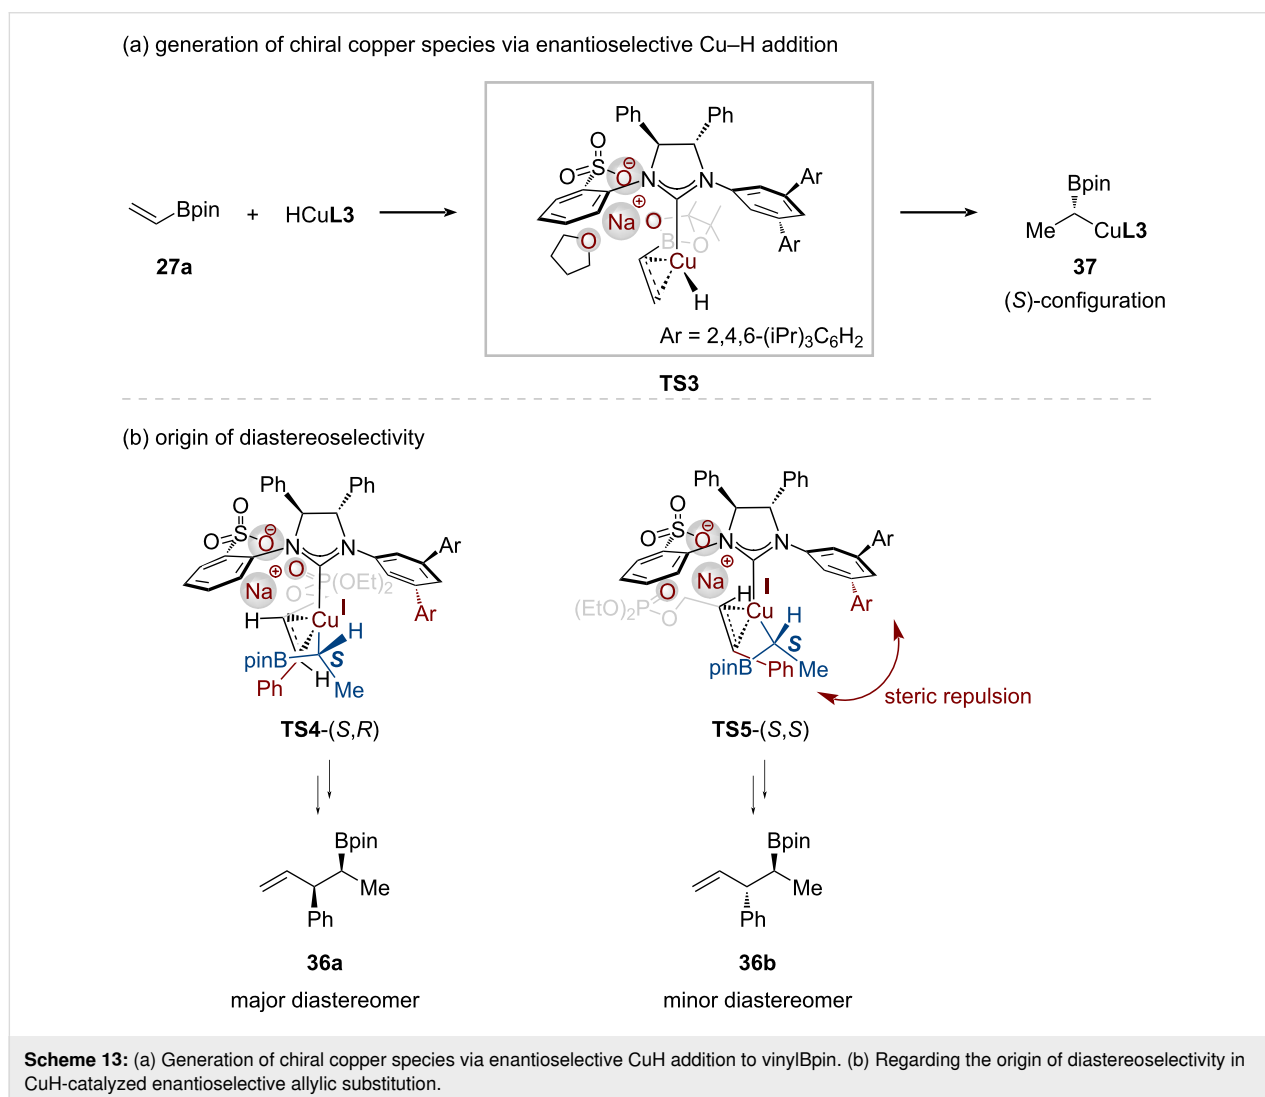 (a) generation of chiral copper species via enantioselective Cu–H addition
Ph Ph
O
O S O ⊖ N N Ar
⊕
Na O
B O
O
Cu
Ar
H
Ar = 2,4,6-(iPr)3C6H2
TS3
Bpin + HCuL3
27a
Bpin
Me CuL3
37
(S)-configuration
(b) origin of diastereoselectivity
Ph Ph
O
O S O ⊖ N N Ar
⊕ O P(OEt)2
Na O
H Cu I Ar
H
pinB S
Ph H Me
TS4-(S,R)
Bpin
Me
Ph
36a
major diastereomer
Ph Ph
O
O S O ⊖ N N Ar
⊕
Na I
O H
(EtO)2P O Cu H Ar
S
pinB Ph Me
steric repulsion
TS5-(S,S)
Bpin
Me
Ph
36b
minor diastereomer
Scheme 13: (a) Generation of chiral copper species via enantioselective CuH addition to vinylBpin. (b) Regarding the origin of diastereoselectivity in
CuH-catalyzed enantioselective allylic substitution.